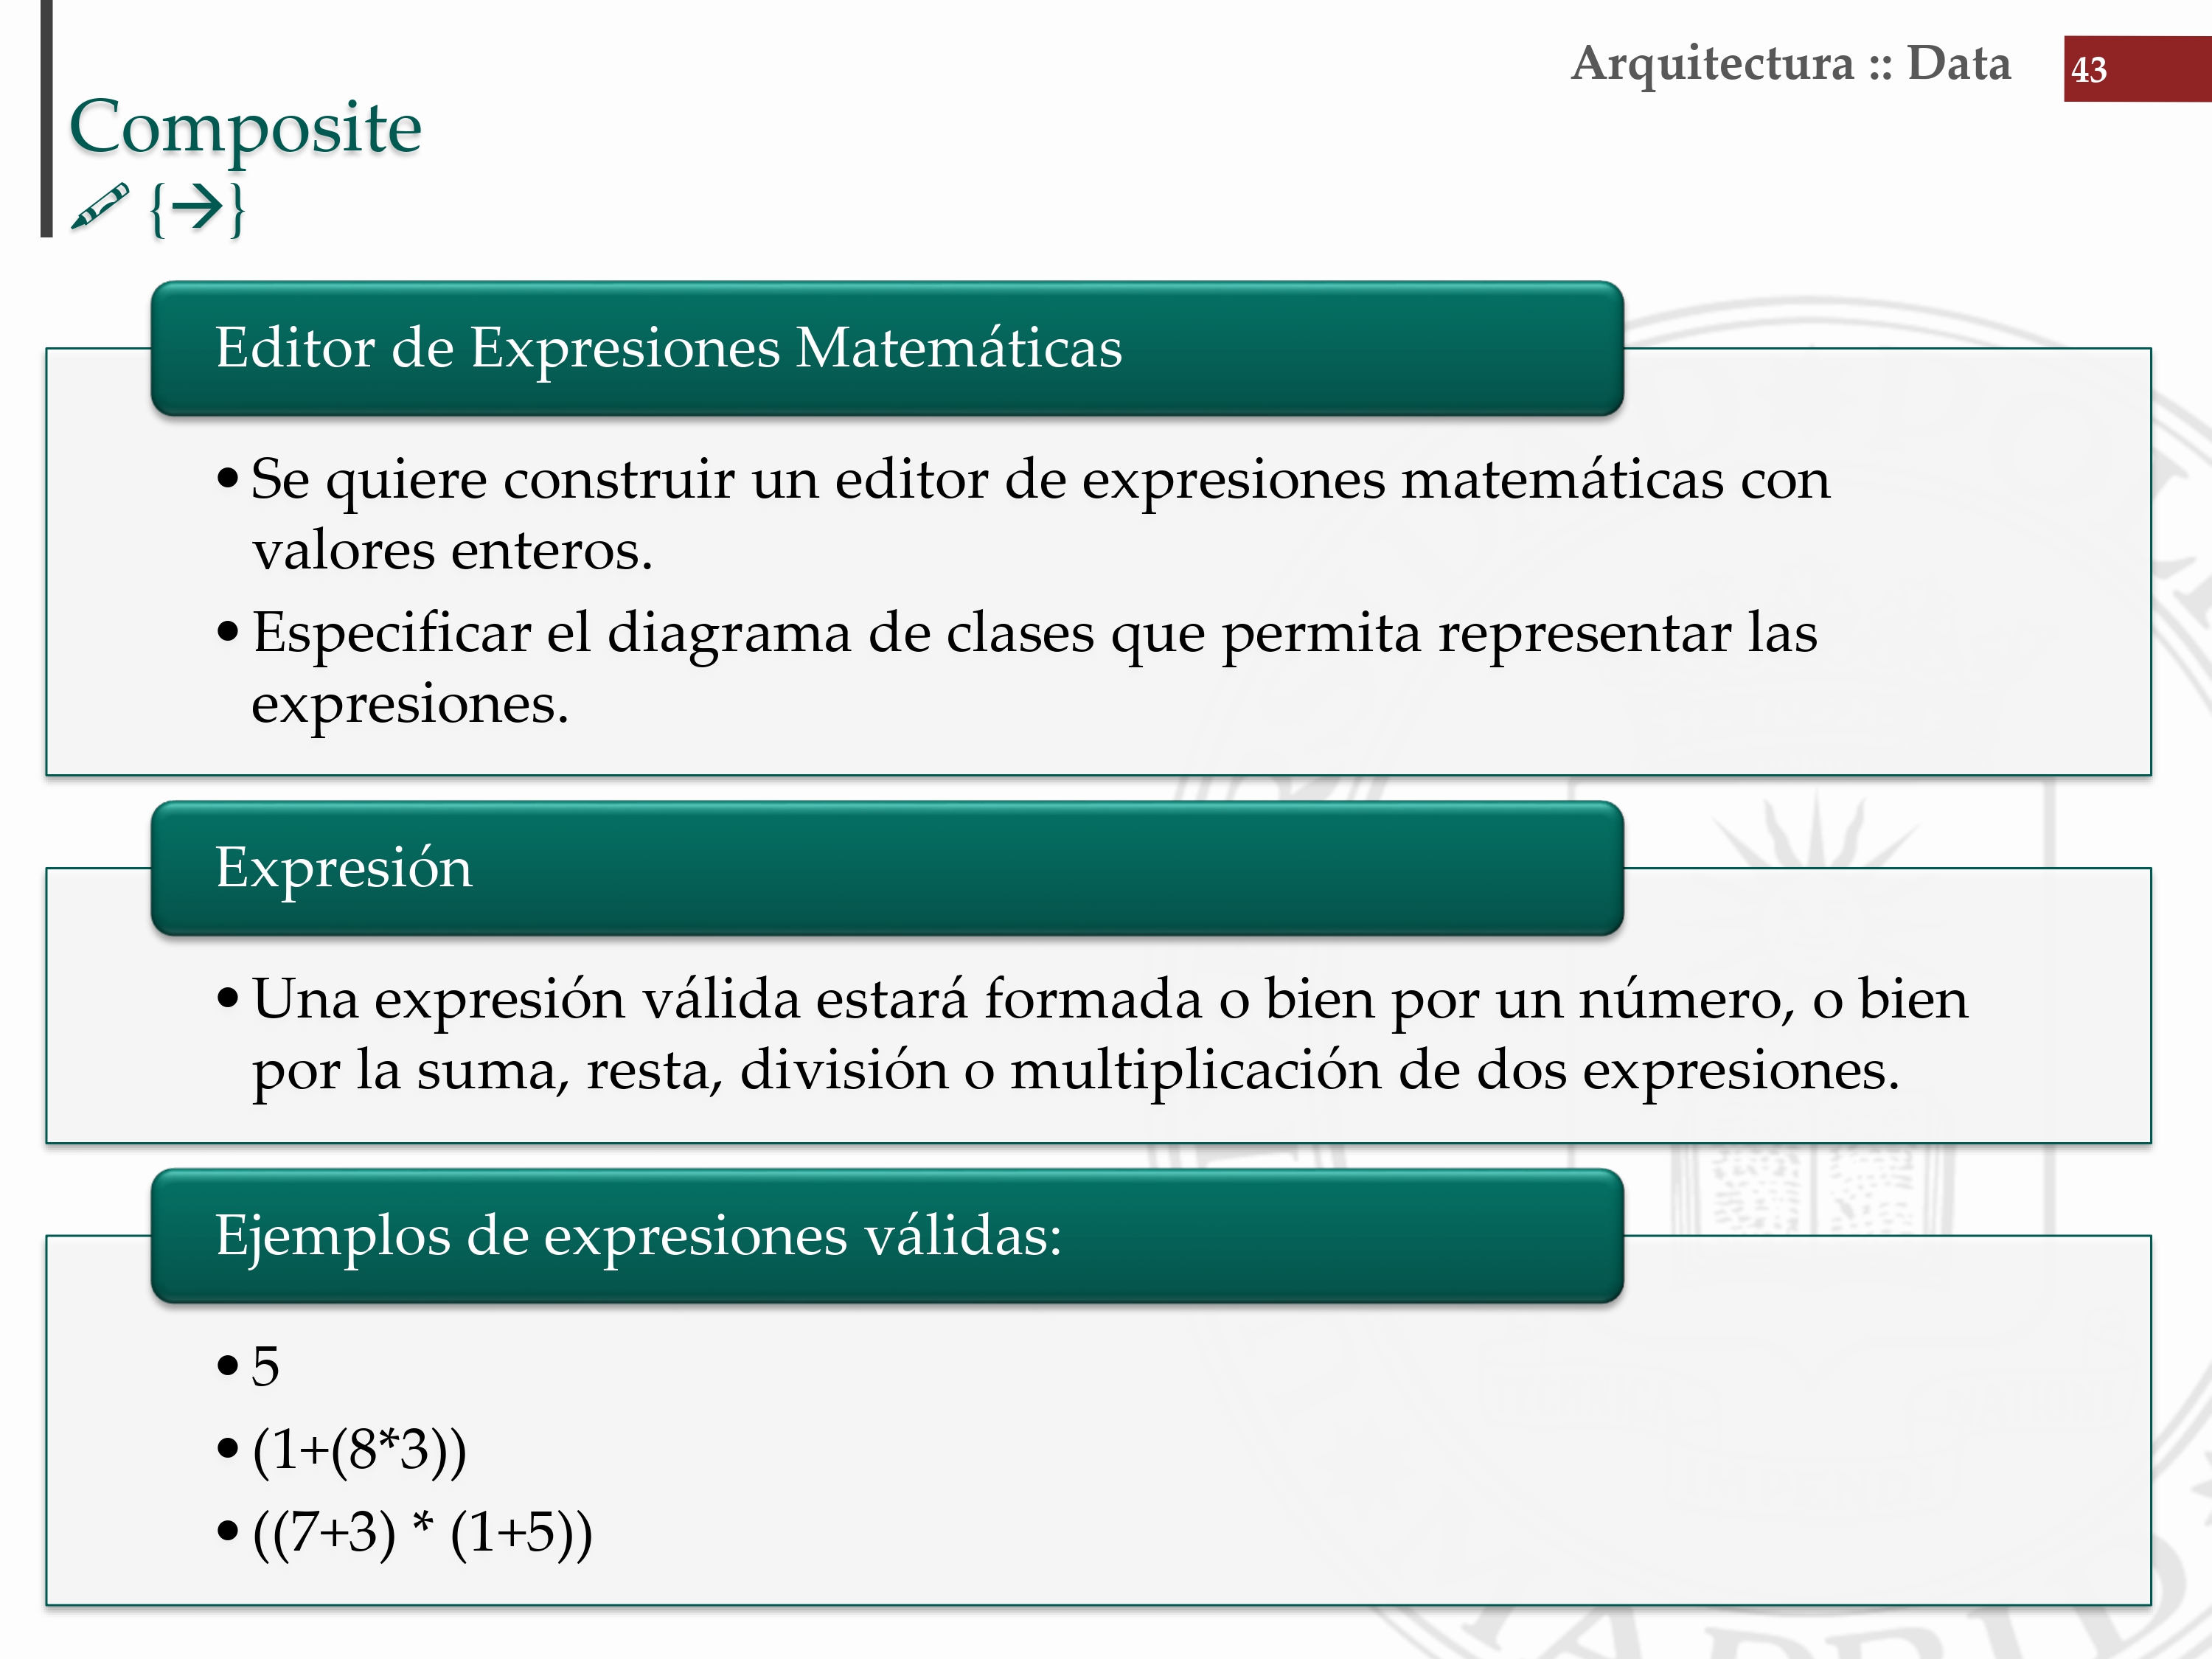 Arquitectura :: Data
43
Composite
{→}
Editor de Expresiones Matemáticas
•Se quiere construir un editor de expresiones matemáticas con
valores enteros.
•Especificar el diagrama de clases que permita representar las
expresiones.
Expresión
•Una expresión válida estará formada o bien por un número, o bien
por la suma, resta, división o multiplicación de dos expresiones.
Ejemplos de expresiones válidas:
•5
•(1+(8*3))
•((7+3) * (1+5))